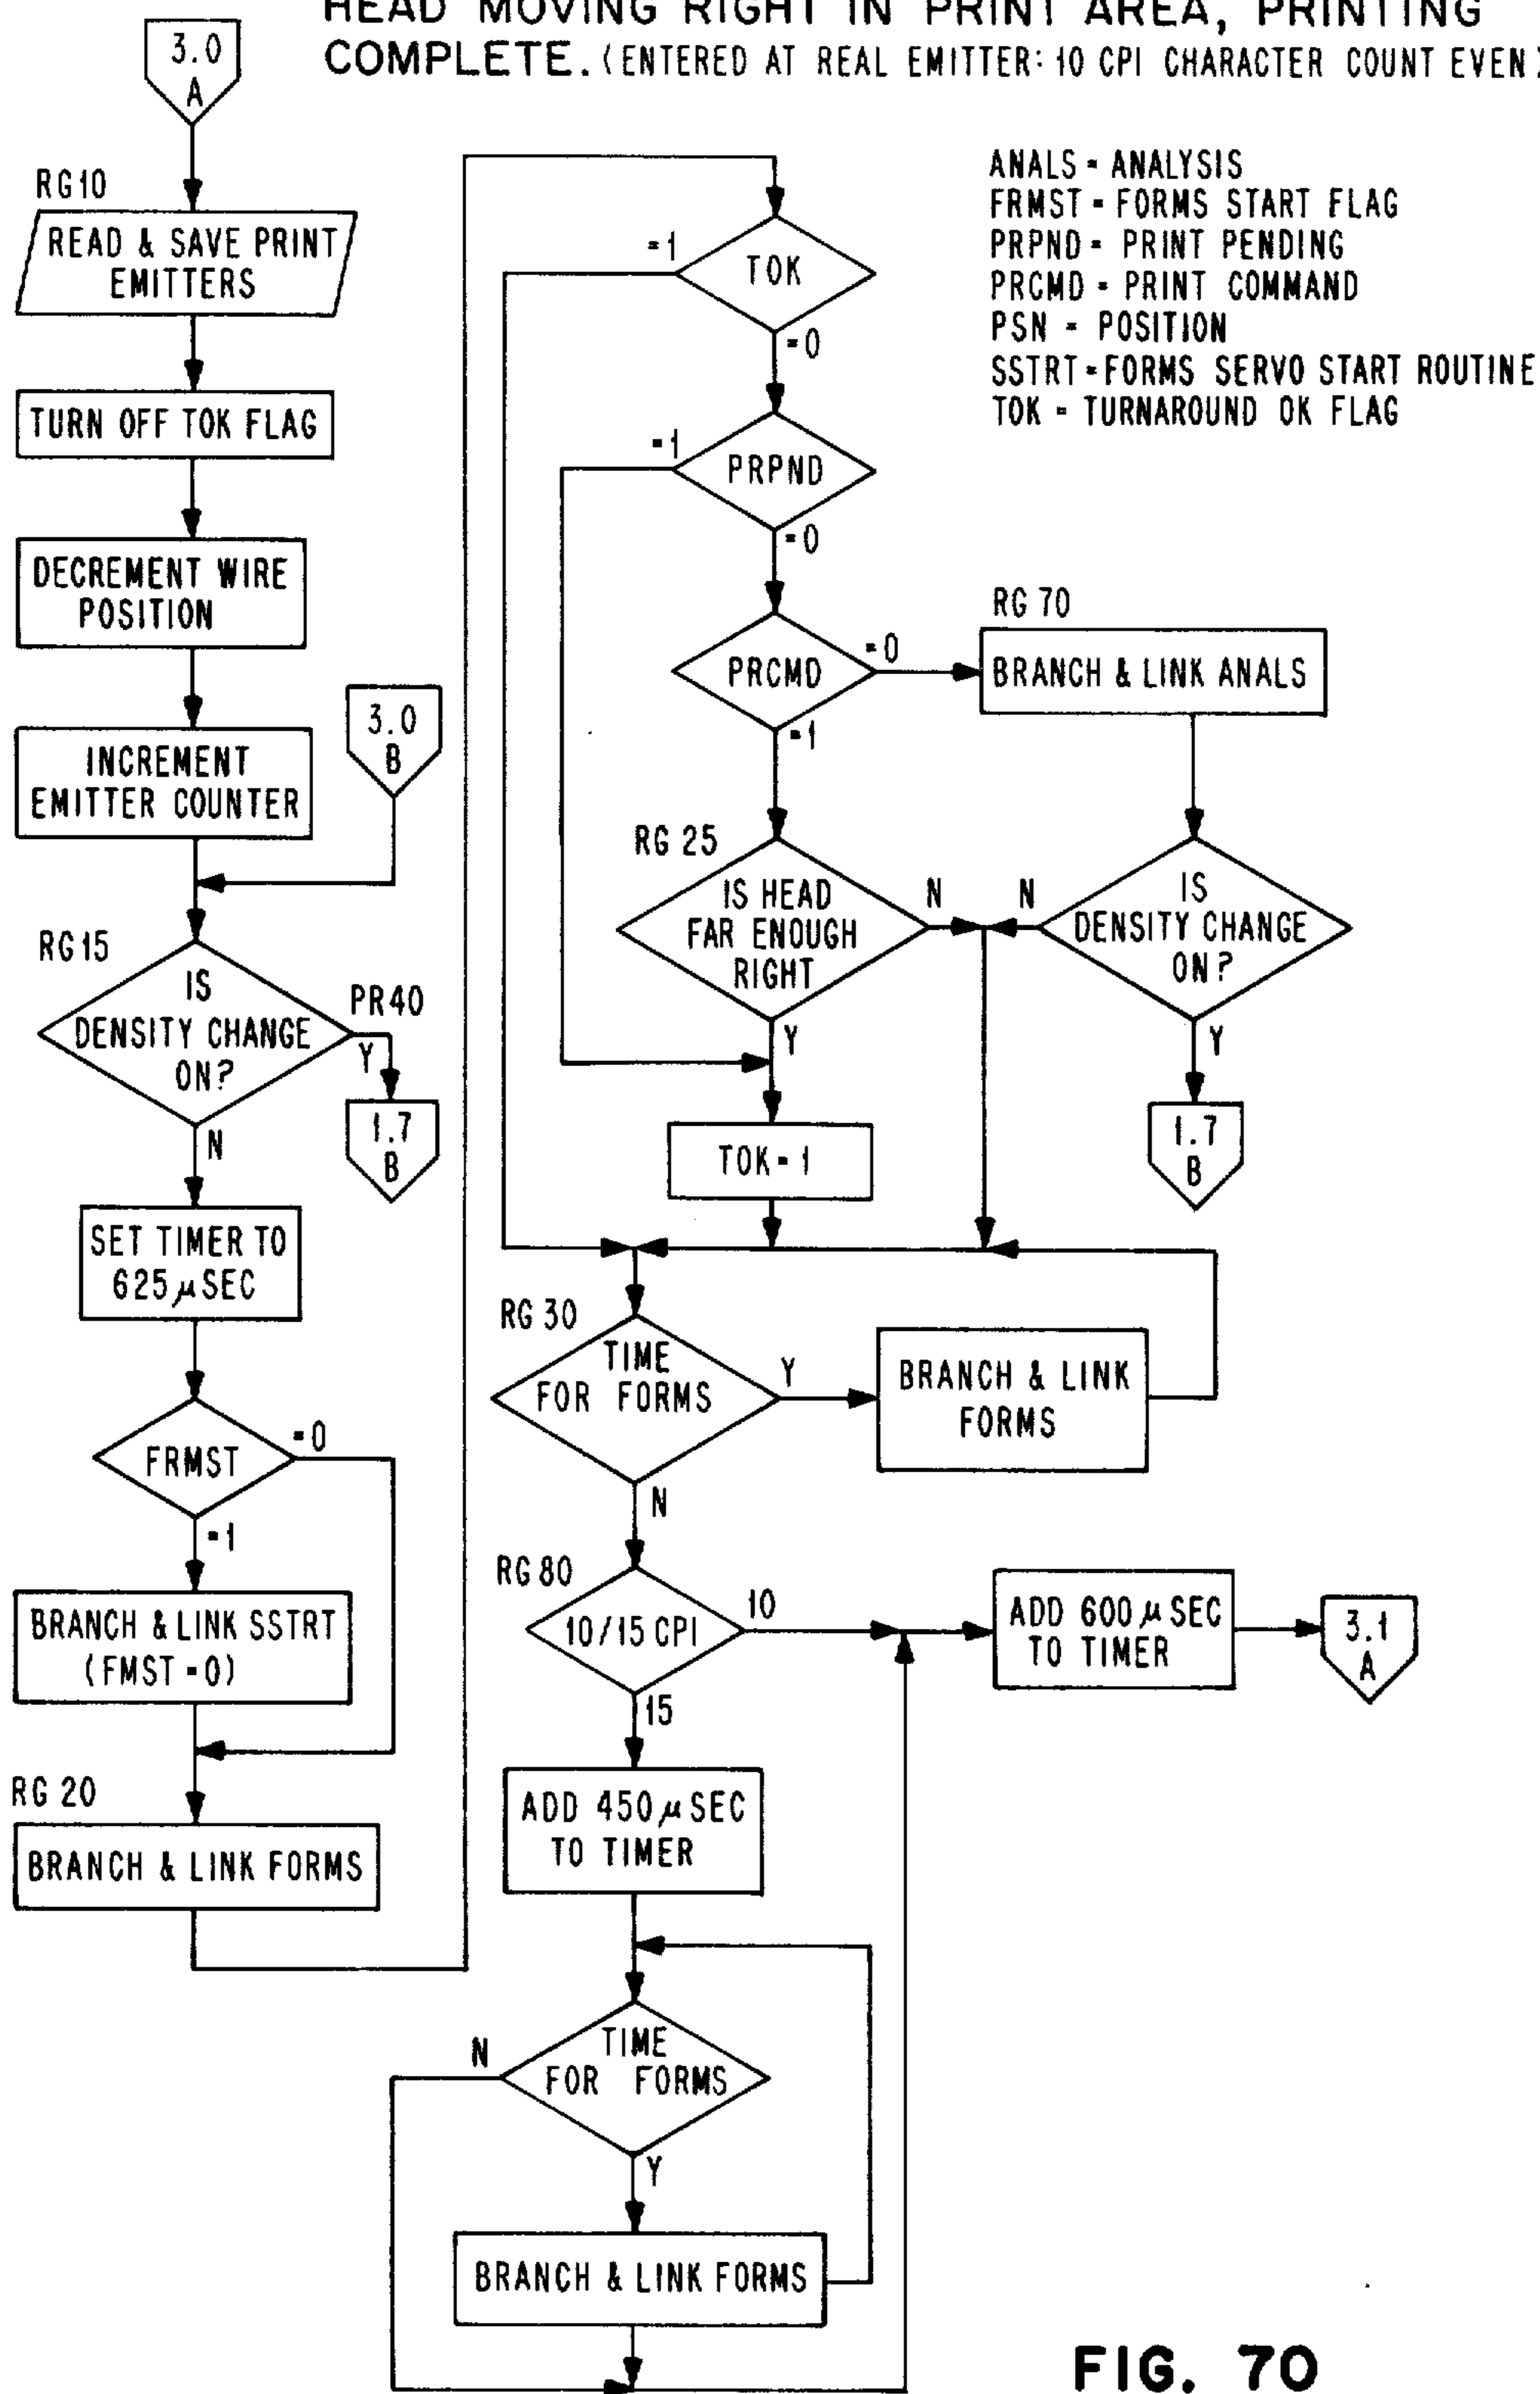 HEAD MOVING RIGHT IN PRINT AREA, PRINTING
COMPLETE. (ENTERED AT REAL EMITTER: 10 CPI CHARACTER COUNT EVEN)
3.0
A
RG10
READ & SAVE PRINT
EMITTERS
TURN OFF TOK FLAG
DECREMENT WIRE
POSITION
INCREMENT
EMITTER COUNTER
3.0
B
RG15
IS
DENSITY CHANGE
ON?
PR40
Y
1.7
B
N
SET TIMER TO
625 μSEC
FRMST
=0
=1
BRANCH & LINK SSTRT
(FMST=0)
RG 20
BRANCH & LINK FORMS
ANALS = ANALYSIS
FRMST = FORMS START FLAG
PRPND = PRINT PENDING
PRCMD = PRINT COMMAND
PSN = POSITION
SSTRT = FORMS SERVO START ROUTINE
TOK = TURNAROUND OK FLAG
=1
TOK
=0
=1
PRPND
=0
PRCMD
=0
=1
RG 70
BRANCH & LINK ANALS
RG 25
IS HEAD
FAR ENOUGH
RIGHT
N
Y
N
IS
DENSITY CHANGE
ON?
Y
1.7
B
TOK=1
RG 30
TIME
FOR FORMS
Y
BRANCH & LINK
FORMS
N
RG 80
10/15 CPI
10
ADD 600 μSEC
TO TIMER
3.1
A
15
ADD 450 μSEC
TO TIMER
TIME
FOR FORMS
N
Y
BRANCH & LINK FORMS
FIG. 70